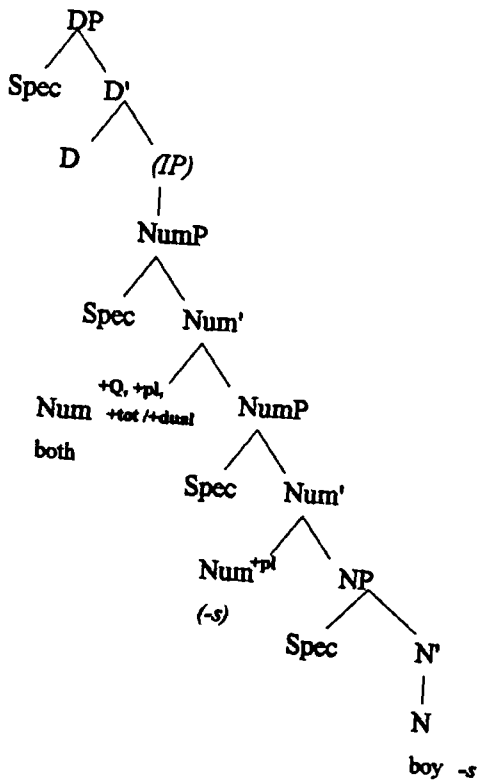 DP
Spec D'
D (IP)
NumP
Spec Num'
Num +Q, +pl, +tot /+dual NumP
both
Spec Num'
Num +pl NP
(-s)
Spec N'
N
boy -s